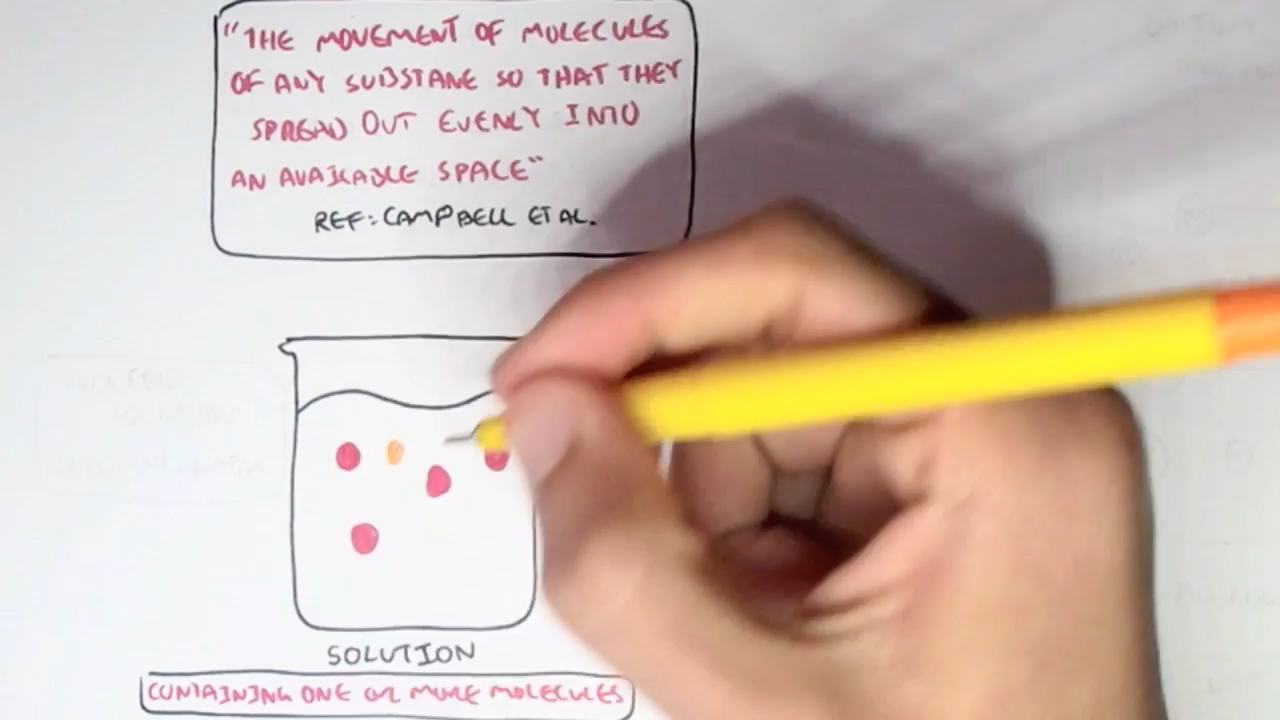 "THE MOVEMENT OF MOLECULES
OF ANY SUBSTANE SO THAT THEY
SPREAD OUT EVENLY INTO
AN AVAILABLE SPACE"
REF: CAMPBELL ET AL.
SOLUTION
CONTAINING ONE OR MORE MOLECULES